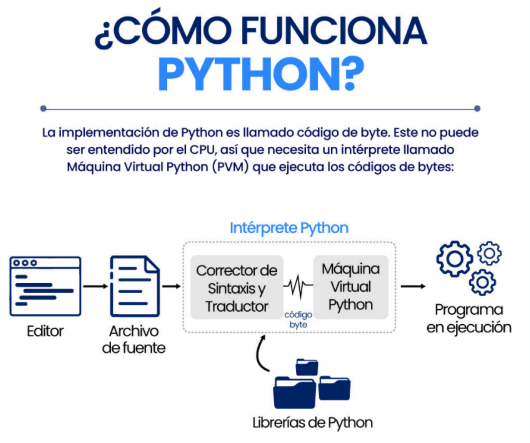 ¿CÓMO FUNCIONA
PYTHON?
La implementación de Python es llamado código de byte. Este no puede
ser entendido por el CPU, así que necesita un intérprete llamado
Máquina Virtual Python (PVM) que ejecuta los códigos de bytes:
Intérprete Python
Editor
Archivo
de fuente
Corrector de
Sintaxis y
Traductor
código
byte
Máquina
Virtual
Python
Programa
en ejecución
Librerías de Python